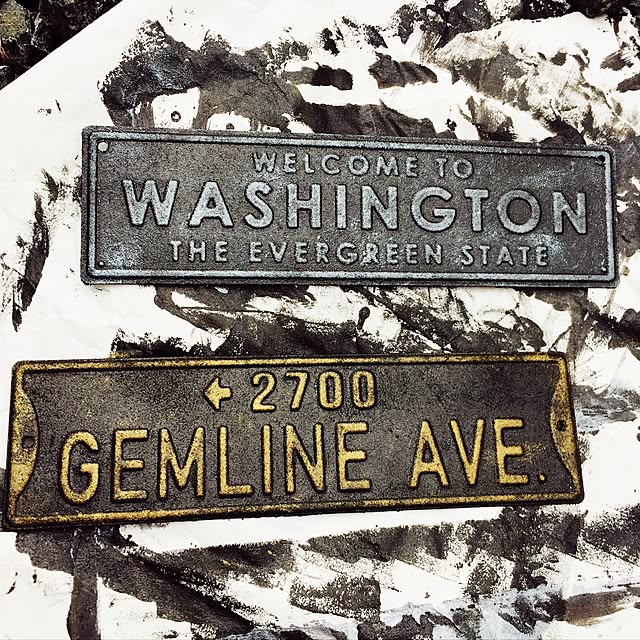 WELCOME TO
WASHINGTON
THE EVERGREEN STATE
← 2700
GEMLINE AVE.